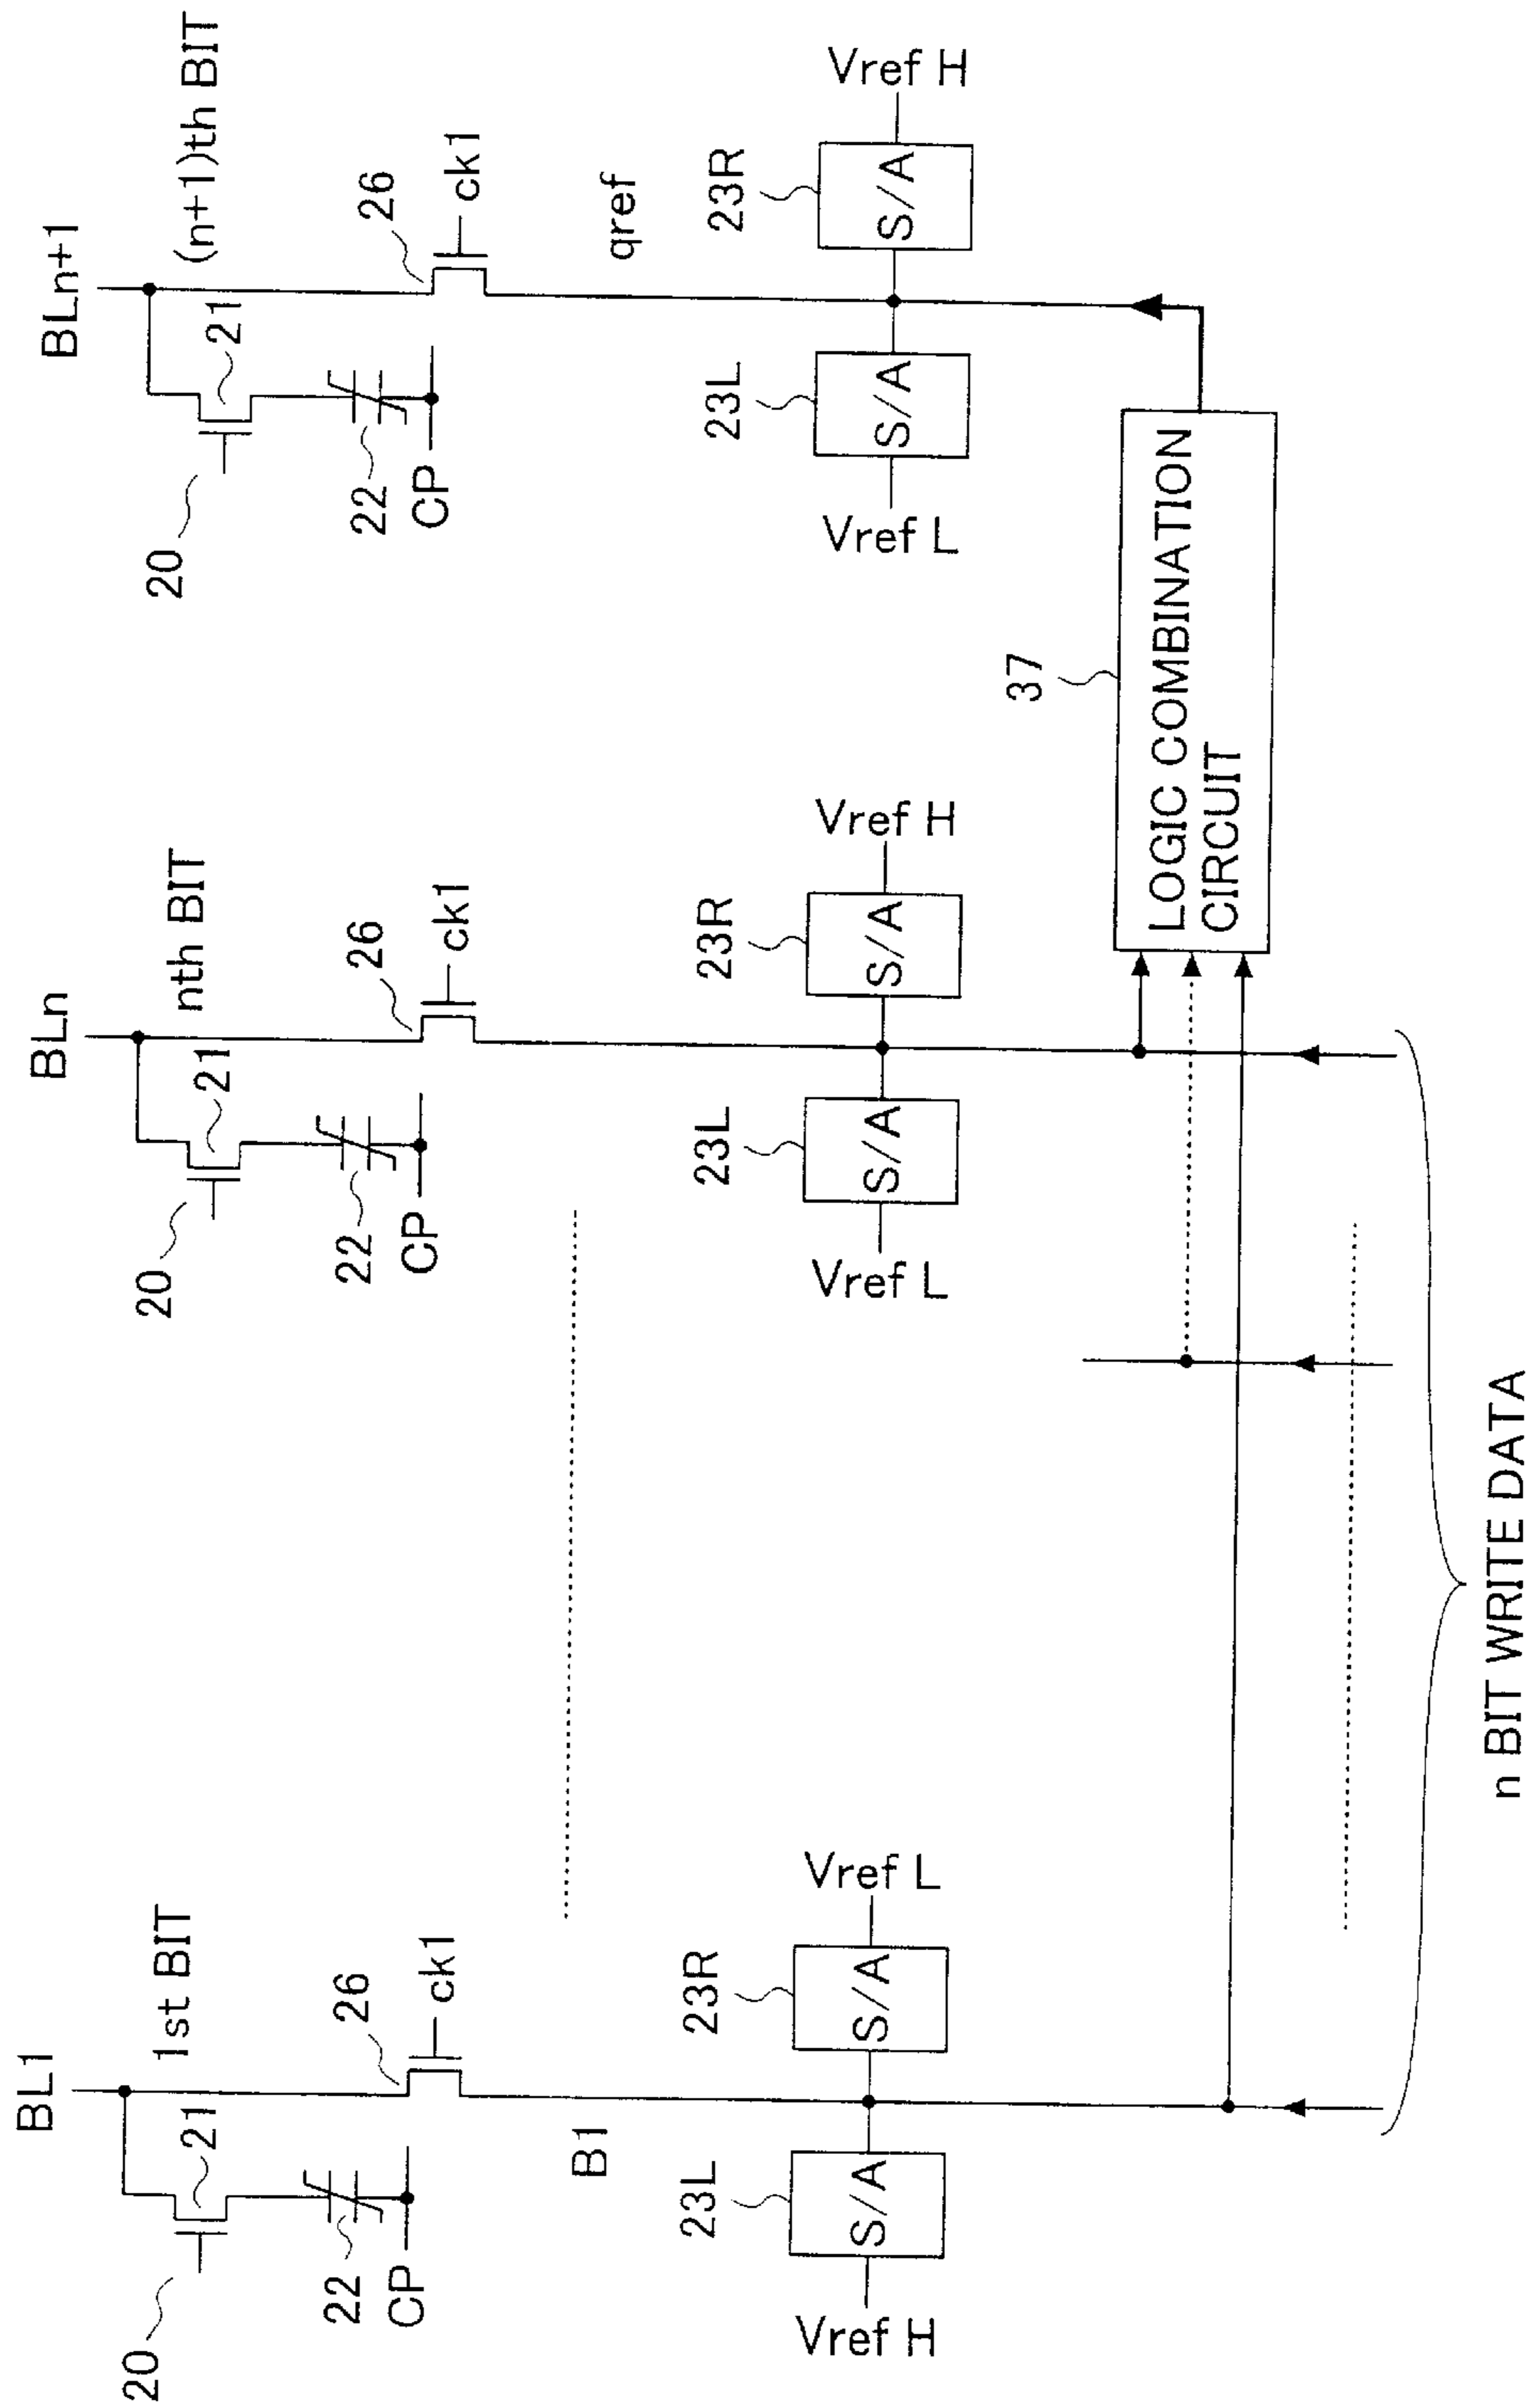 BL1
1st BIT
20
21
22
CP
26
ck1
B1
23L
S/A
Vref H
23R
S/A
Vref L
BLn
nth BIT
20
21
22
CP
26
ck1
23L
S/A
Vref L
23R
S/A
Vref H
BLn+1
(n+1)th BIT
20
21
22
CP
26
ck1
qref
23L
S/A
Vref L
23R
S/A
Vref H
37
LOGIC COMBINATION
CIRCUIT
n BIT WRITE DATA